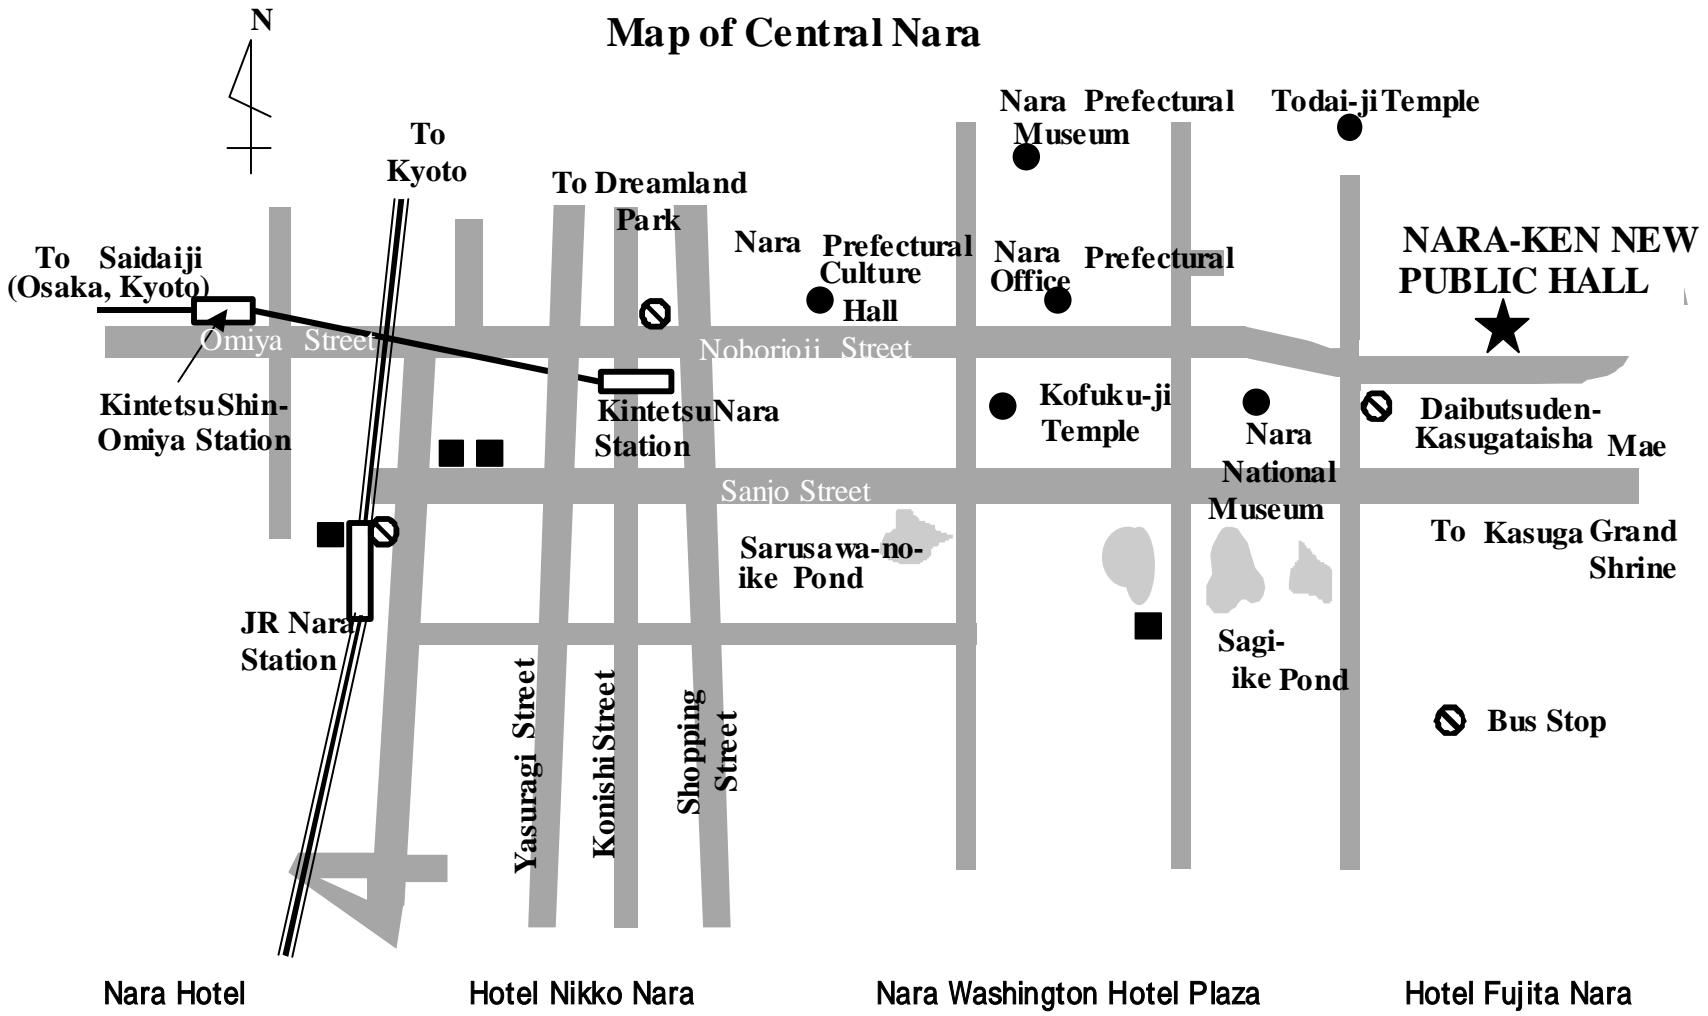 N
Map of Central Nara
Nara Prefectural
Museum
Todai-ji Temple
To
Kyoto
To Dreamland
Park
Nara Prefectural
Culture
Hall
Nara Prefectural
Office
NARA-KEN NEW
PUBLIC HALL
To Saidaiji
(Osaka, Kyoto)
Omiya Street
Noborioji Street
Kintetsu Shin-
Omiya Station
Kintetsu Nara
Station
Kofuku-ji
Temple
Nara
National
Museum
Daibutsuden-
Kasugataisha Mae
Sanjo Street
Sarusawa-no-
ike Pond
To Kasuga Grand
Shrine
JR Nara
Station
Sagi-
ike Pond
Yasuragi Street
Konishi Street
Shopping
Street
Bus Stop
Nara Hotel
Hotel Nikko Nara
Nara Washington Hotel Plaza
Hotel Fujita Nara